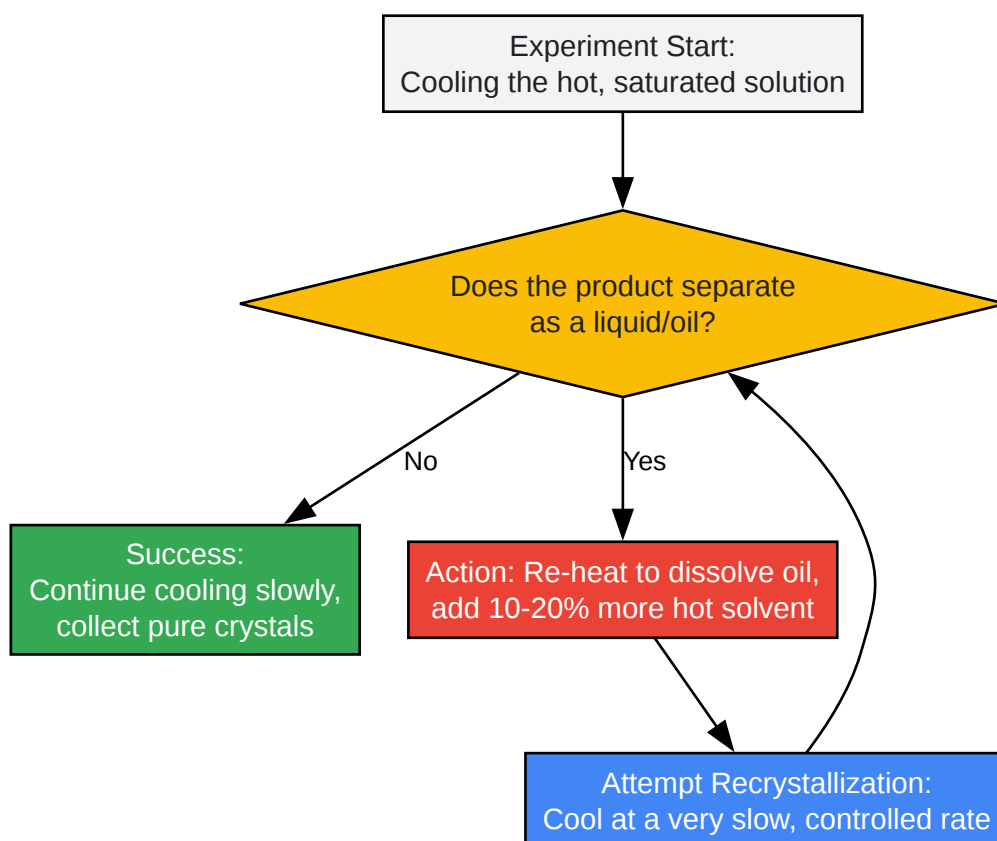 Experiment Start:
Cooling the hot, saturated solution
Does the product separate
as a liquid/oil?
No
Yes
Success:
Continue cooling slowly,
collect pure crystals
Action: Re-heat to dissolve oil,
add 10-20% more hot solvent
Attempt Recrystallization:
Cool at a very slow, controlled rate